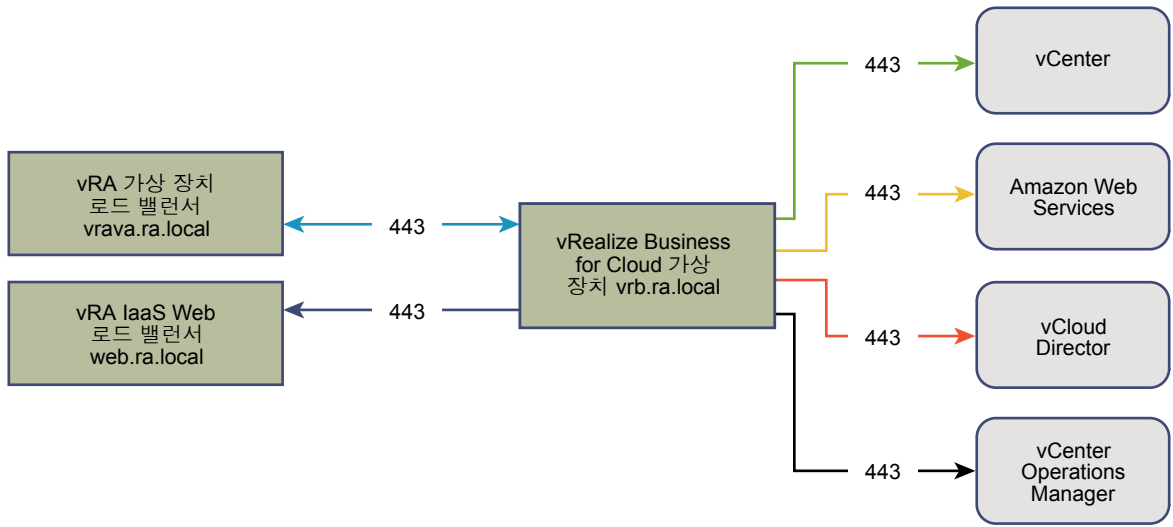 vRA 가상 장치
로드 밸런서
vrava.ra.local
443
vRA IaaS Web
로드 밸런서
web.ra.local
443
vRealize Business
for Cloud 가상
장치 vrb.ra.local
443
vCenter
443
Amazon Web
Services
443
vCloud
Director
443
vCenter
Operations
Manager